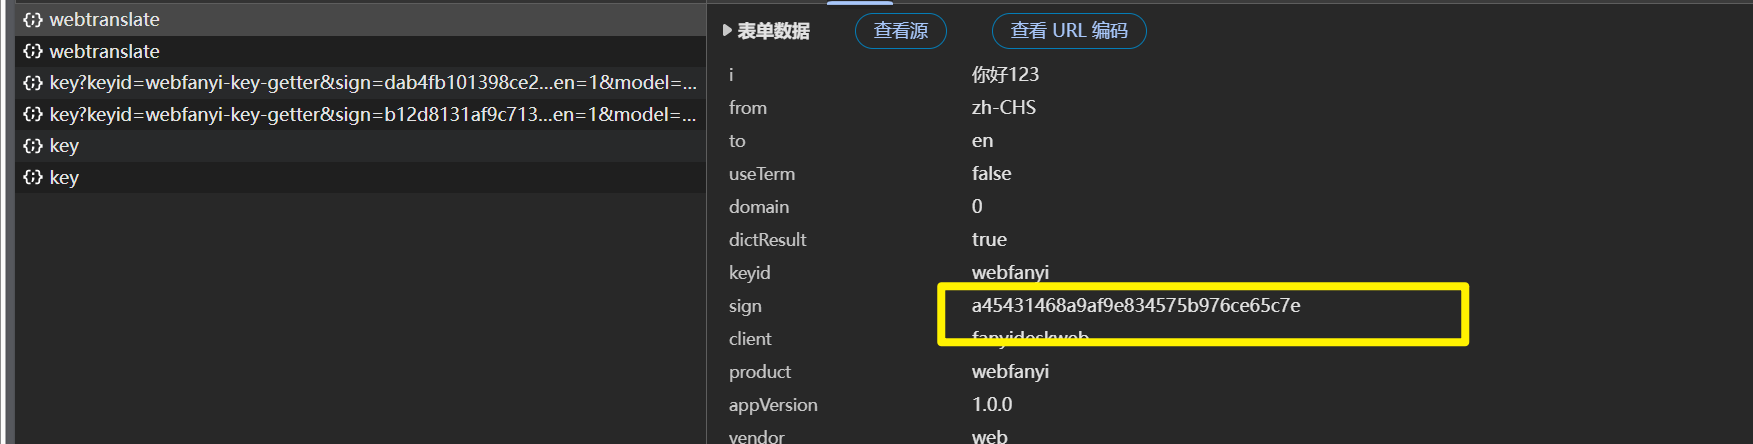 webtranslate
webtranslate
key?keyid=webfanyi-key-getter&sign=dab4fb101398ce2...en=1&model=...
key?keyid=webfanyi-key-getter&sign=b12d8131af9c713...en=1&model=...
key
key
表单数据 查看源 查看 URL 编码
i 你好123
from zh-CHS
to en
useTerm false
domain 0
dictResult true
keyid webfanyi
sign a45431468a9af9e834575b976ce65c7e
client fanyideskweb
product webfanyi
appVersion 1.0.0
vendor web